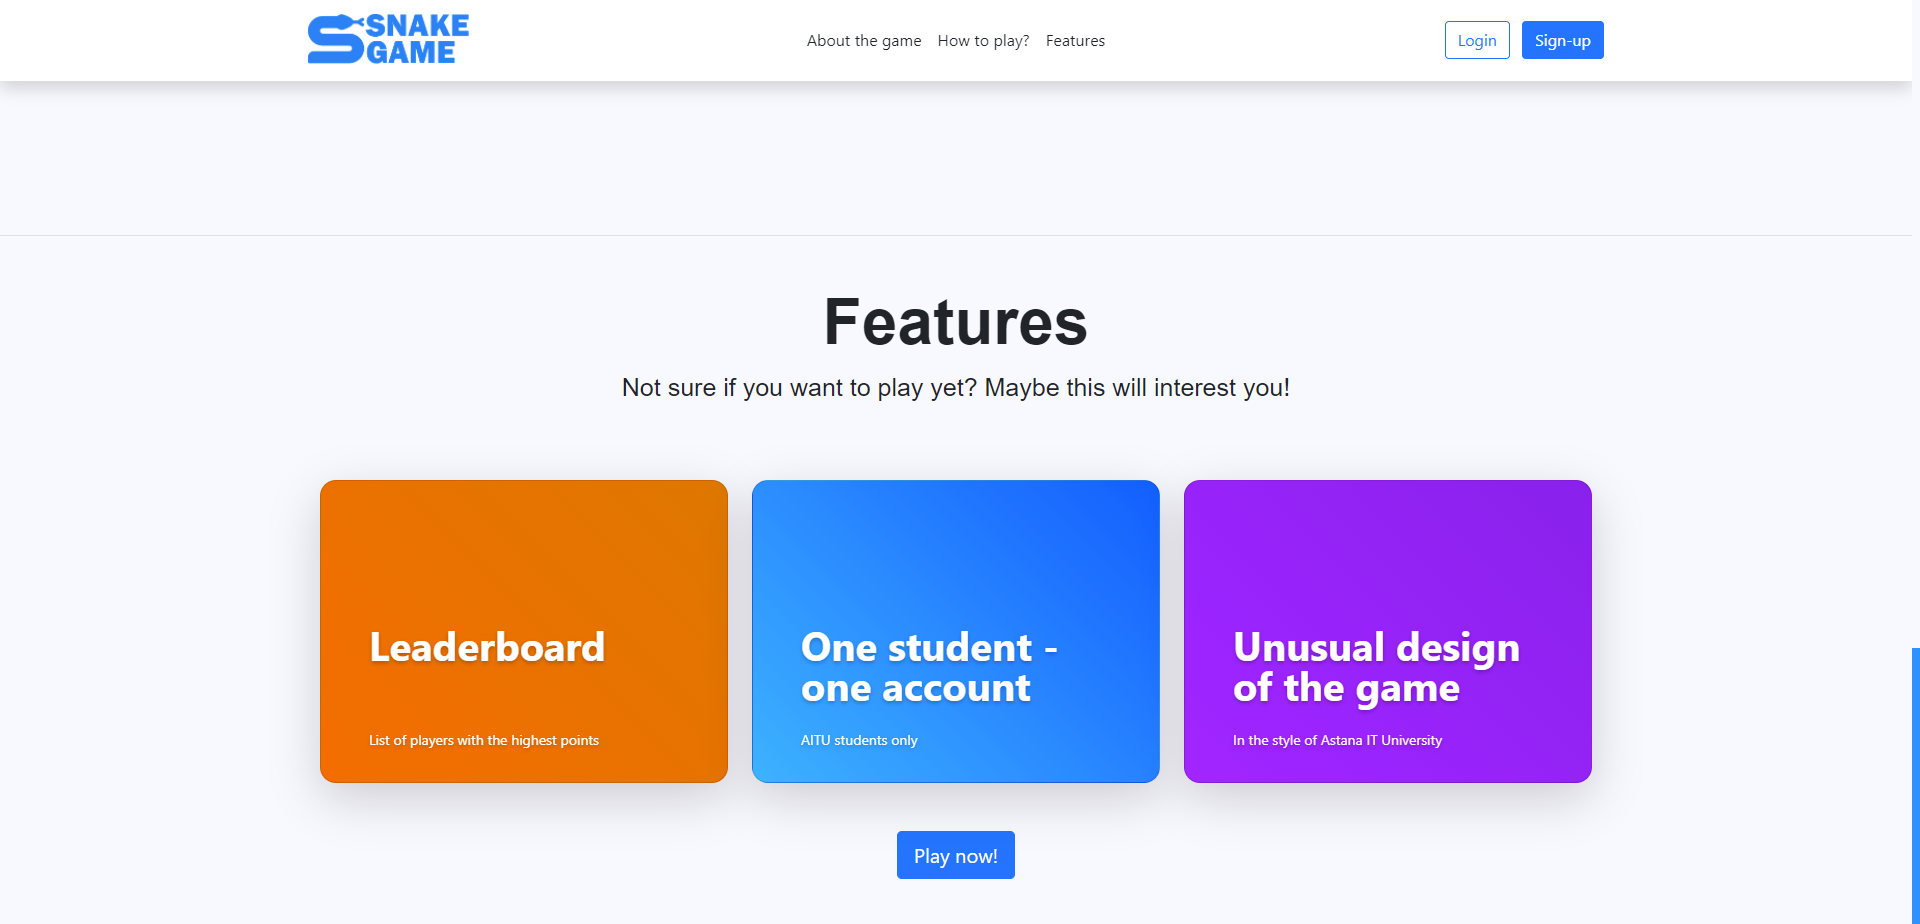 SNAKE
GAME
About the game How to play? Features
Login Sign-up
Features
Not sure if you want to play yet? Maybe this will interest you!
Leaderboard
List of players with the highest points
One student -
one account
AITU students only
Unusual design
of the game
In the style of Astana IT University
Play now!